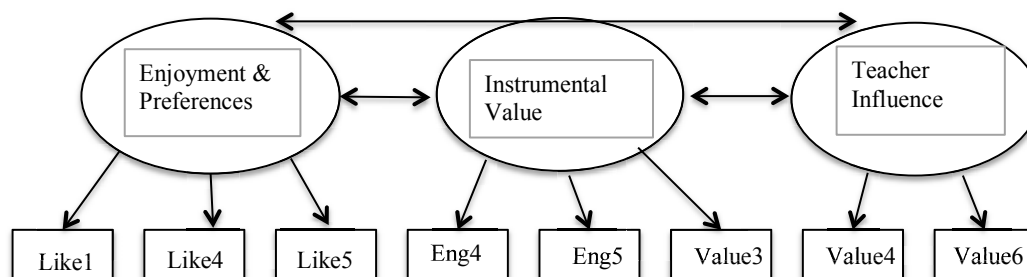 Enjoyment &
Preferences
Instrumental
Value
Teacher
Influence
Like1
Like4
Like5
Eng4
Eng5
Value3
Value4
Value6